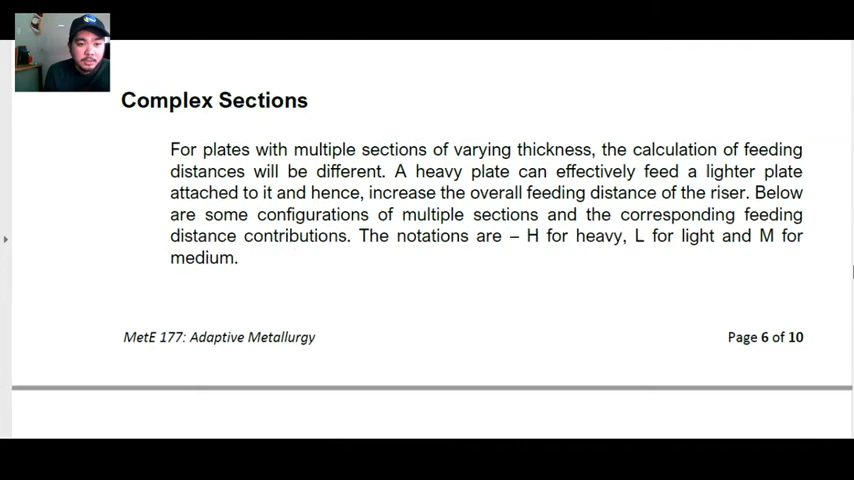 Complex Sections
For plates with multiple sections of varying thickness, the calculation of feeding
distances will be different. A heavy plate can effectively feed a lighter plate
attached to it and hence, increase the overall feeding distance of the riser. Below
are some configurations of multiple sections and the corresponding feeding
distance contributions. The notations are – H for heavy, L for light and M for
medium.
MetE 177: Adaptive Metallurgy Page 6 of 10